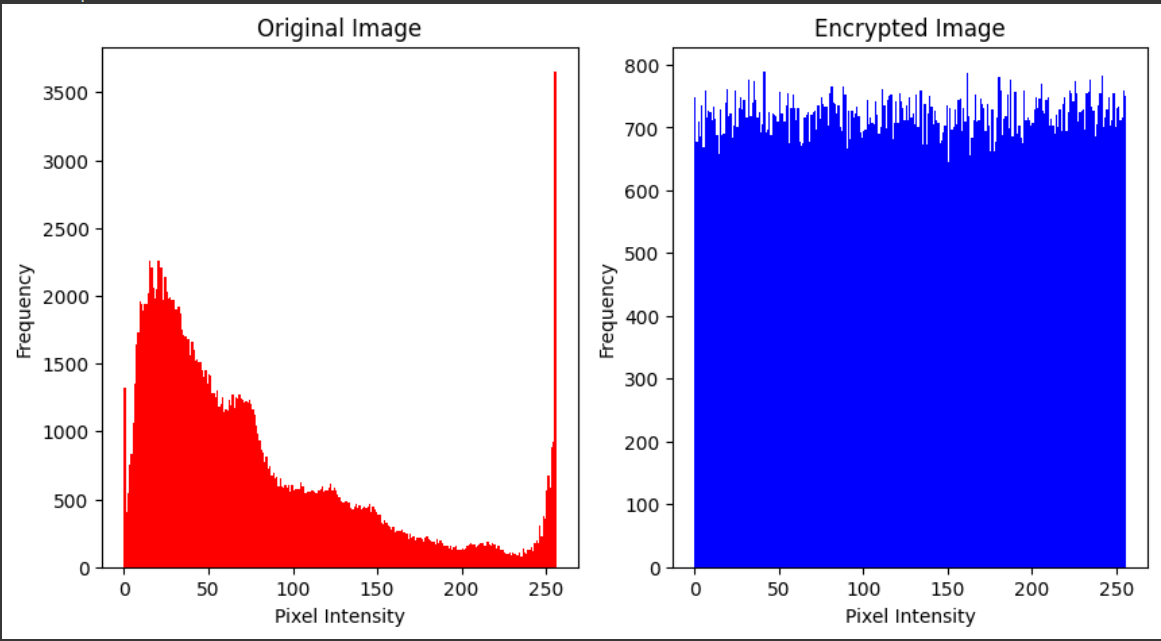 Original Image
3500
3000
2500
2000
1500
1000
500
0
Frequency
0 50 100 150 200 250
Pixel Intensity
Encrypted Image
800
700
600
500
400
300
200
100
0
Frequency
0 50 100 150 200 250
Pixel Intensity